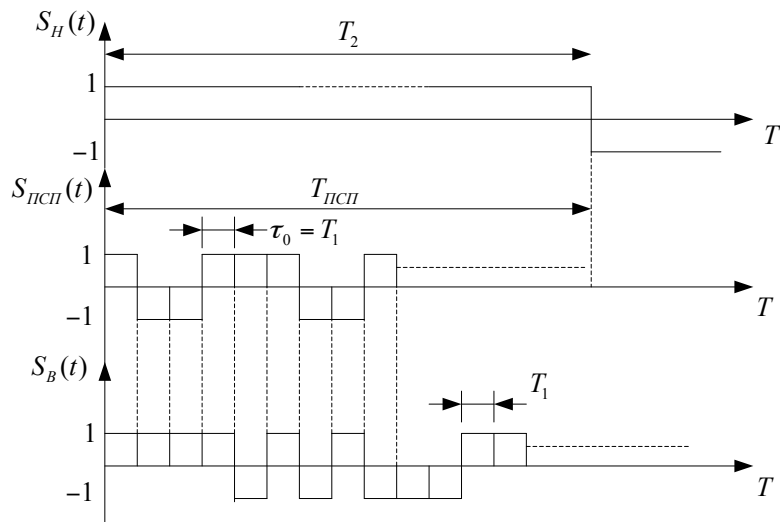 S_H(t)
T_2
1
−1
T
S_ПСП(t)
T_ПСП
τ_0 = T_1
1
−1
T
S_B(t)
T_1
1
−1
T